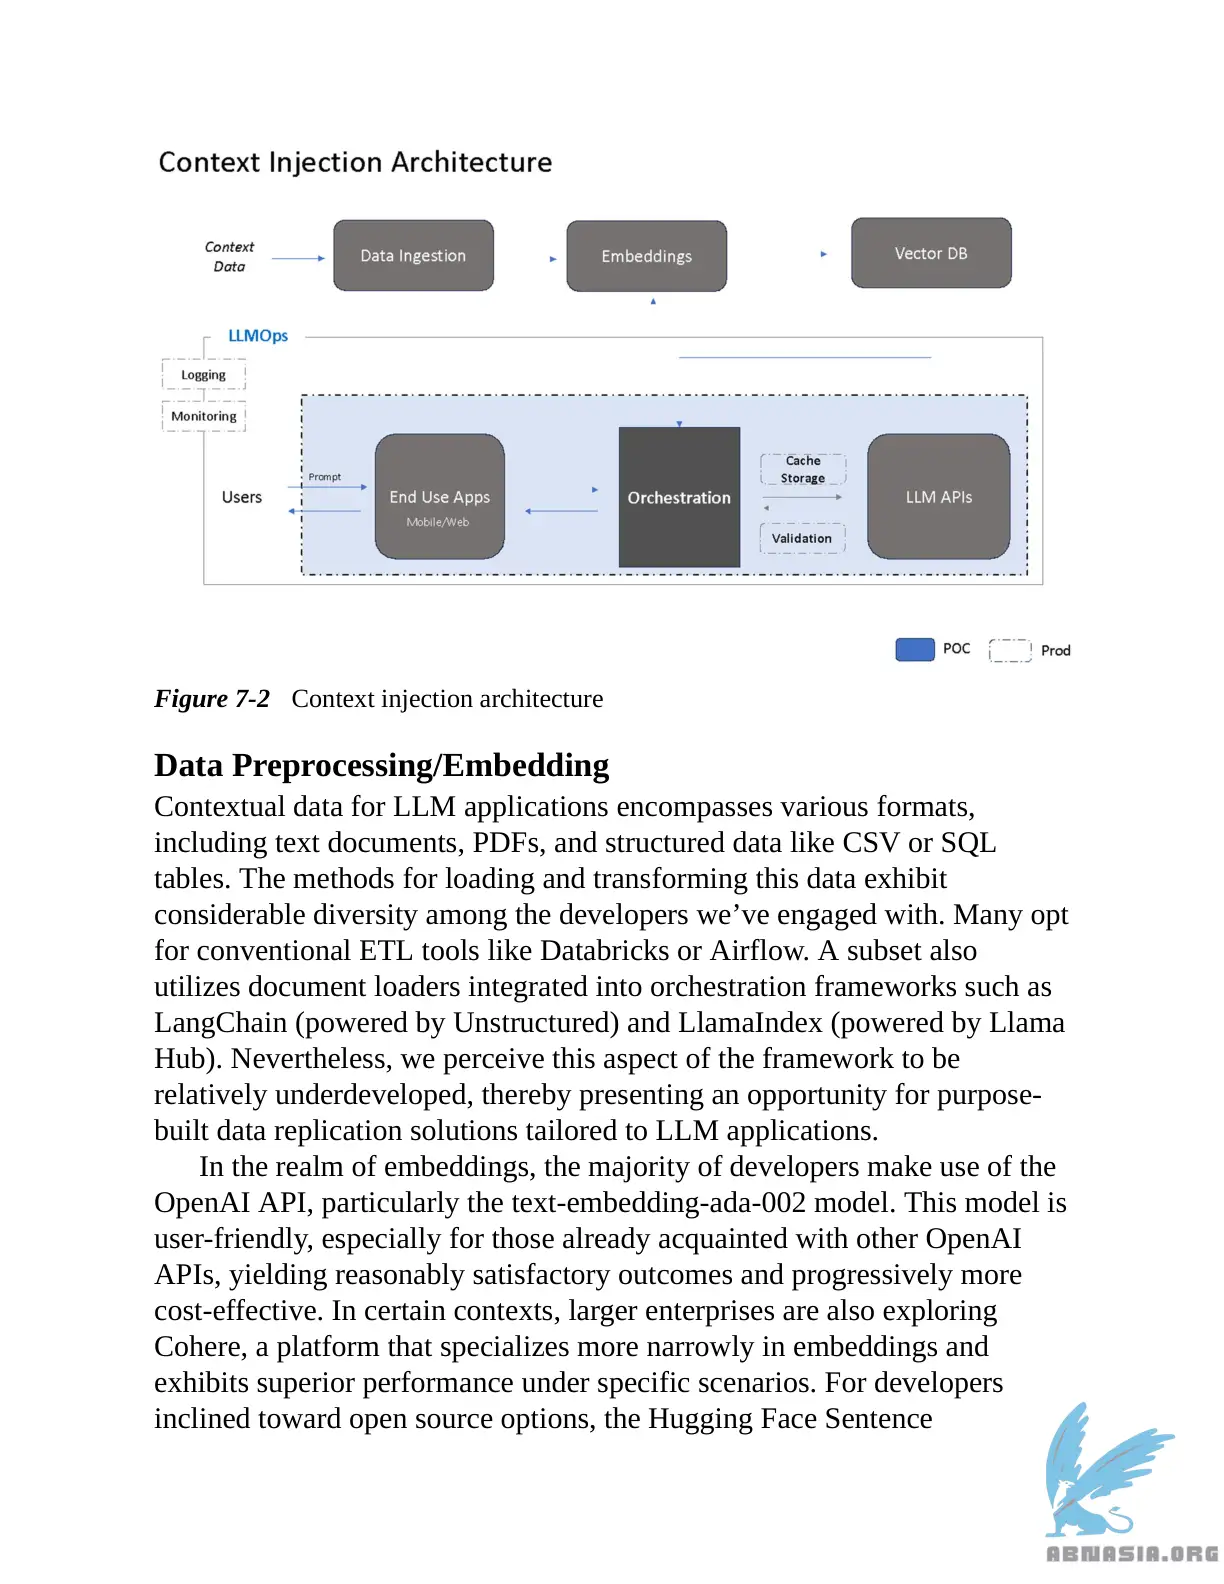 Context Injection Architecture
Context
Data
Data Ingestion
Embeddings
Vector DB
LLMOps
Logging
Monitoring
Users
Prompt
End Use Apps
Mobile/Web
Orchestration
Cache
Storage
Validation
LLM APIs
POC
Prod
Figure 7-2 Context injection architecture
Data Preprocessing/Embedding
Contextual data for LLM applications encompasses various formats,
including text documents, PDFs, and structured data like CSV or SQL
tables. The methods for loading and transforming this data exhibit
considerable diversity among the developers we’ve engaged with. Many opt
for conventional ETL tools like Databricks or Airflow. A subset also
utilizes document loaders integrated into orchestration frameworks such as
LangChain (powered by Unstructured) and LlamaIndex (powered by Llama
Hub). Nevertheless, we perceive this aspect of the framework to be
relatively underdeveloped, thereby presenting an opportunity for purpose-
built data replication solutions tailored to LLM applications.
In the realm of embeddings, the majority of developers make use of the
OpenAI API, particularly the text-embedding-ada-002 model. This model is
user-friendly, especially for those already acquainted with other OpenAI
APIs, yielding reasonably satisfactory outcomes and progressively more
cost-effective. In certain contexts, larger enterprises are also exploring
Cohere, a platform that specializes more narrowly in embeddings and
exhibits superior performance under specific scenarios. For developers
inclined toward open source options, the Hugging Face Sentence
ABNASIA.ORG